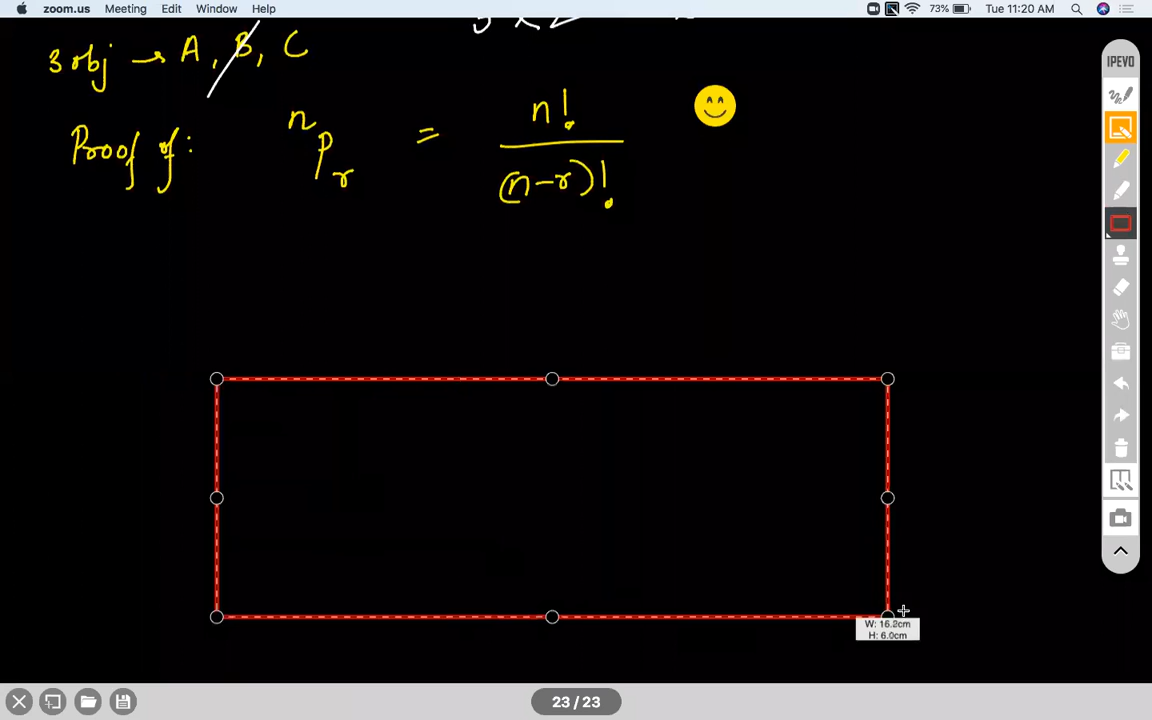 zoom.us Meeting Edit Window Help 73% Tue 11:20 AM
3 obj → A, B, C
IPEVO
Proof of: nPr = n! / (n-r)!
W: 16.2cm
H: 6.0cm
23 / 23